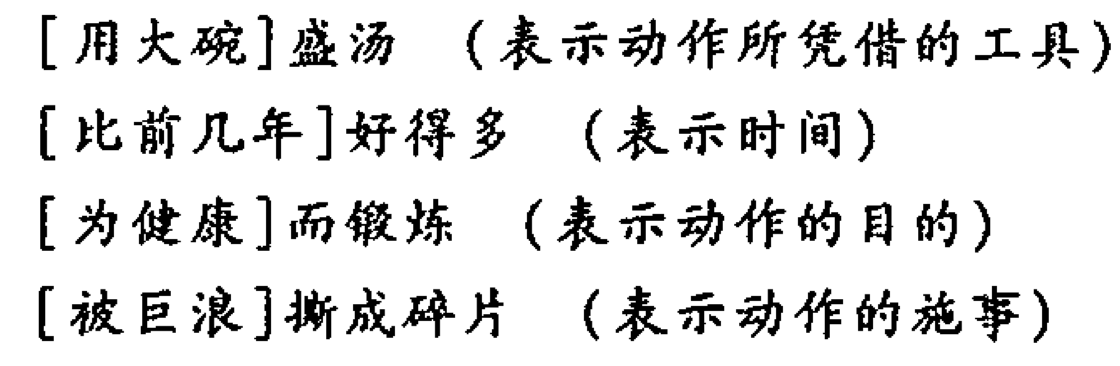 [用大碗]盛汤 (表示动作所凭借的工具)
[比前几年]好得多 (表示时间)
[为健康]而锻炼 (表示动作的目的)
[被巨浪]撕成碎片 (表示动作的施事)